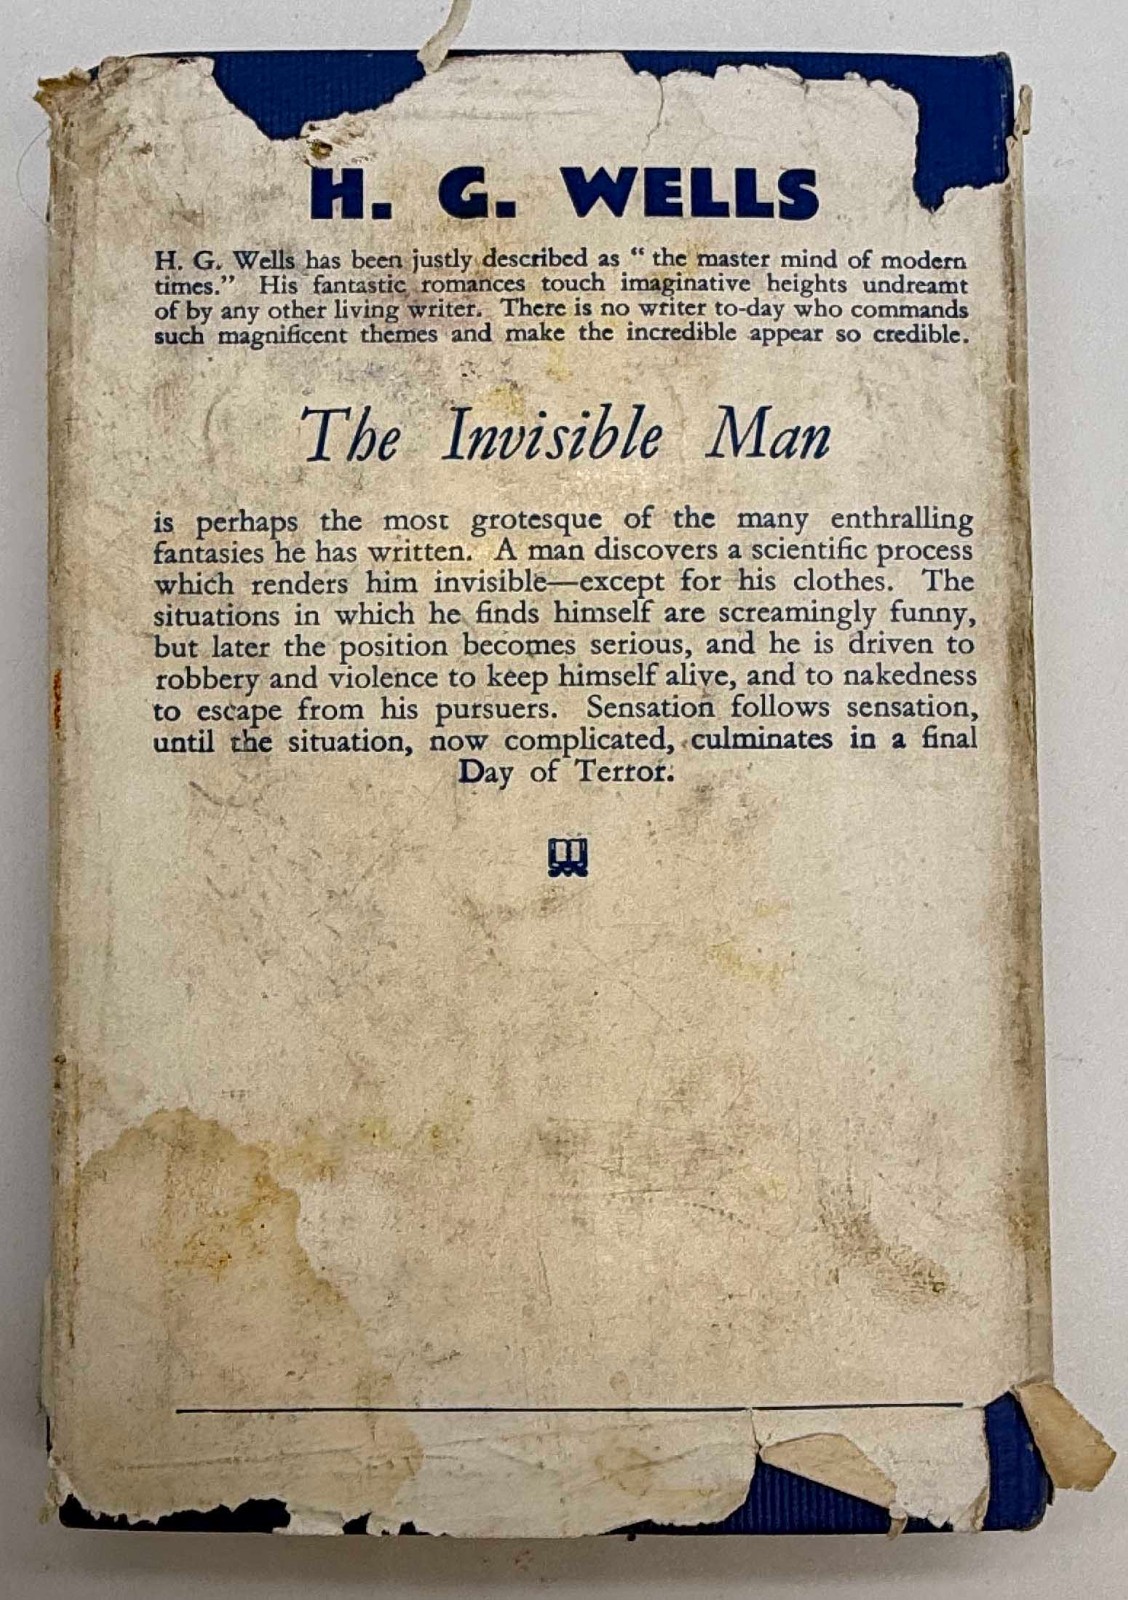 H. G. WELLS
H. G. Wells has been justly described as “ the master mind of modern
times.” His fantastic romances touch imaginative heights undreamt
of by any other living writer. There is no writer to-day who commands
such magnificent themes and make the incredible appear so credible.
The Invisible Man
is perhaps the most grotesque of the many enthralling
fantasies he has written. A man discovers a scientific process
which renders him invisible—except for his clothes. The
situations in which he finds himself are screamingly funny,
but later the position becomes serious, and he is driven to
robbery and violence to keep himself alive, and to nakedness
to escape from his pursuers. Sensation follows sensation,
until the situation, now complicated, culminates in a final
Day of Terror.